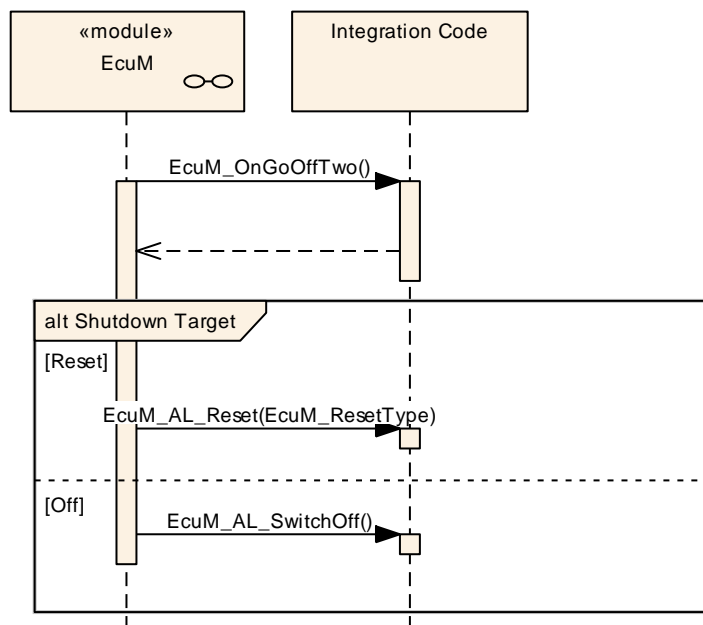 «module»
EcuM
Integration Code
EcuM_OnGoOffTwo()
alt Shutdown Target
[Reset]
EcuM_AL_Reset(EcuM_ResetType)
[Off]
EcuM_AL_SwitchOff()